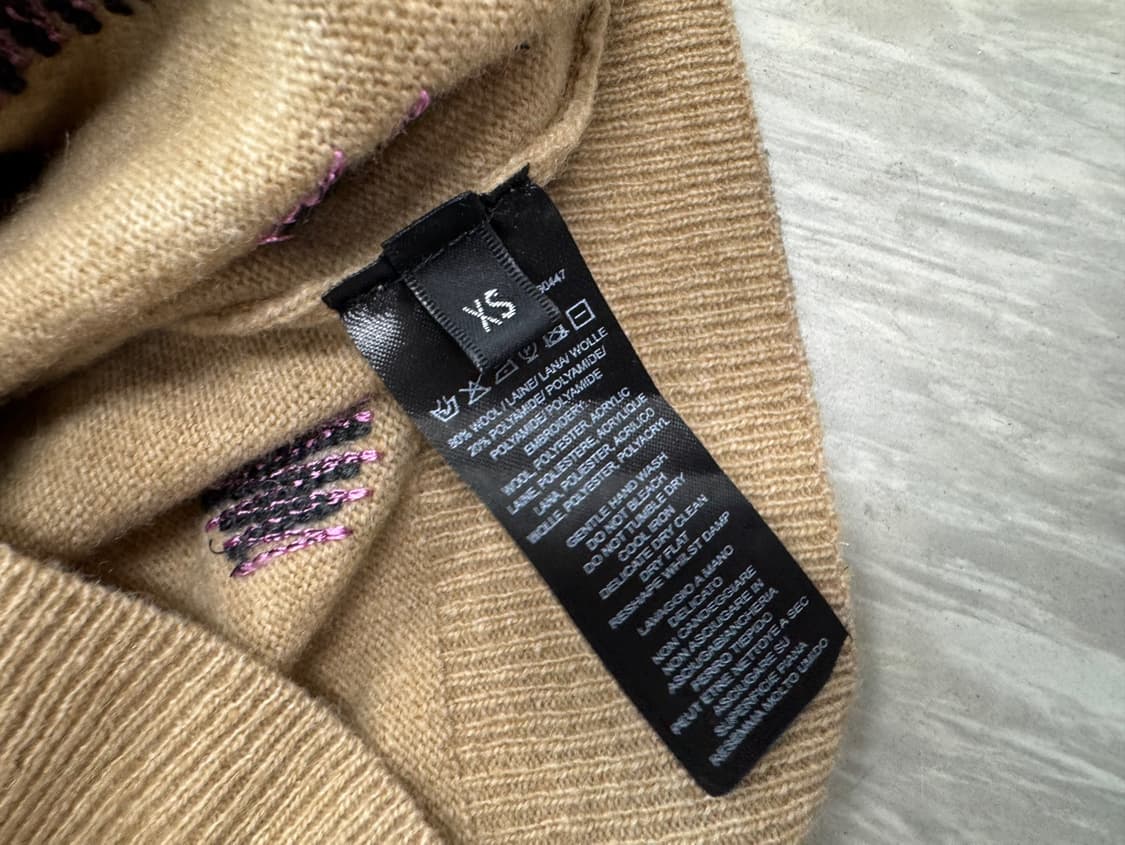 XS
30447
80% WOOL / LAINE/ LANA/ WOLLE
20% POLYAMIDE/ POLYAMIDE/
POLYAMIDE/ POLYAMIDE
EMBROIDERY:
WOOL, POLYESTER, ACRYLIC
LAINE, POLIESTERE, ACRYLIQUE
LANA, POLIESTER, ACRILICO
WOLLE, POLYESTER, POLYACRYL
GENTLE HAND WASH
DO NOT BLEACH
DO NOT TUMBLE DRY
COOL IRON
DELICATE DRY CLEAN
DRY FLAT
RESHAPE WHILST DAMP
LAVAGGIO A MANO
DELICATO
NON CANDEGGIARE
NON ASCIUGARE IN
ASCIUGABIANCHERIA
FERRO TIEPIDO
PEUT ETRE NETTOYE A SEC
ASCIUGARE SU
SUPERFICIE PIANA
UMIDO